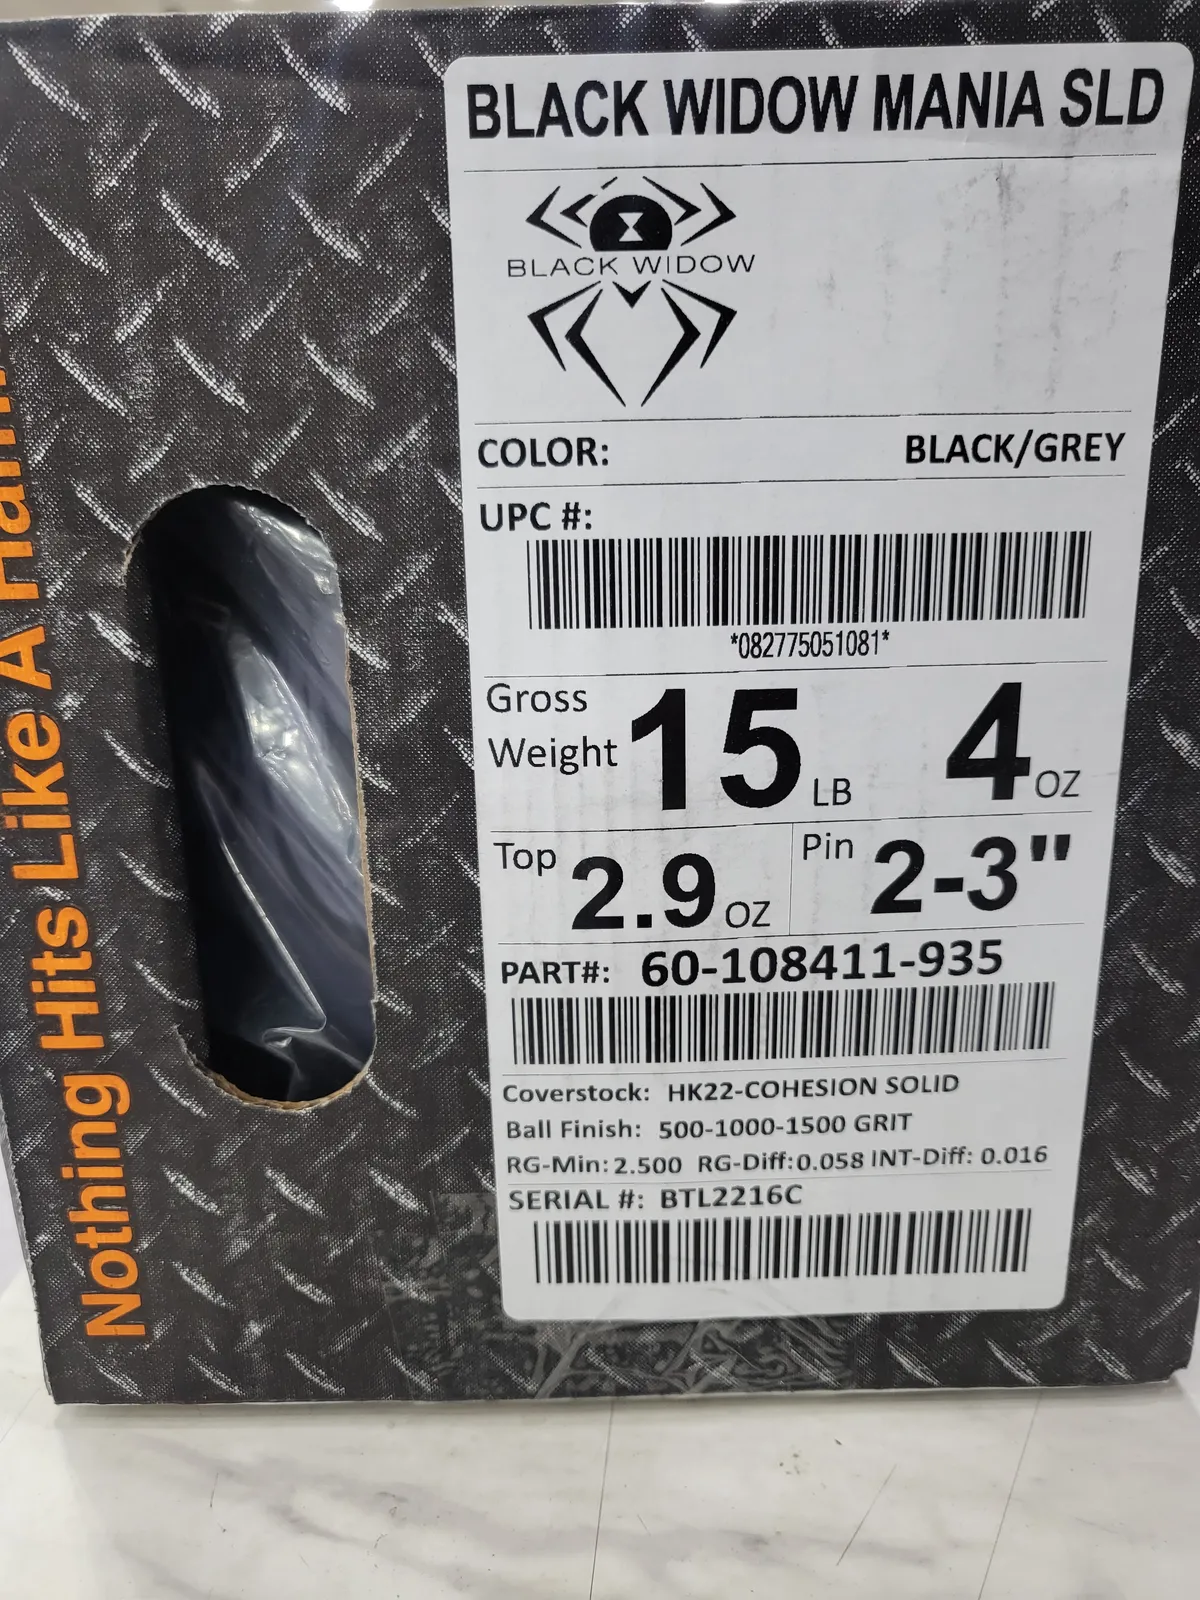 BLACK WIDOW MANIA SLD
BLACK WIDOW
COLOR: BLACK/GREY
UPC #:
*082775051081*
Gross Weight 15 LB 4 OZ
Top 2.9 OZ Pin 2-3"
PART#: 60-108411-935
Coverstock: HK22-COHESION SOLID
Ball Finish: 500-1000-1500 GRIT
RG-Min: 2.500 RG-Diff: 0.058 INT-Diff: 0.016
SERIAL #: BTL2216C
Nothing Hits Like A